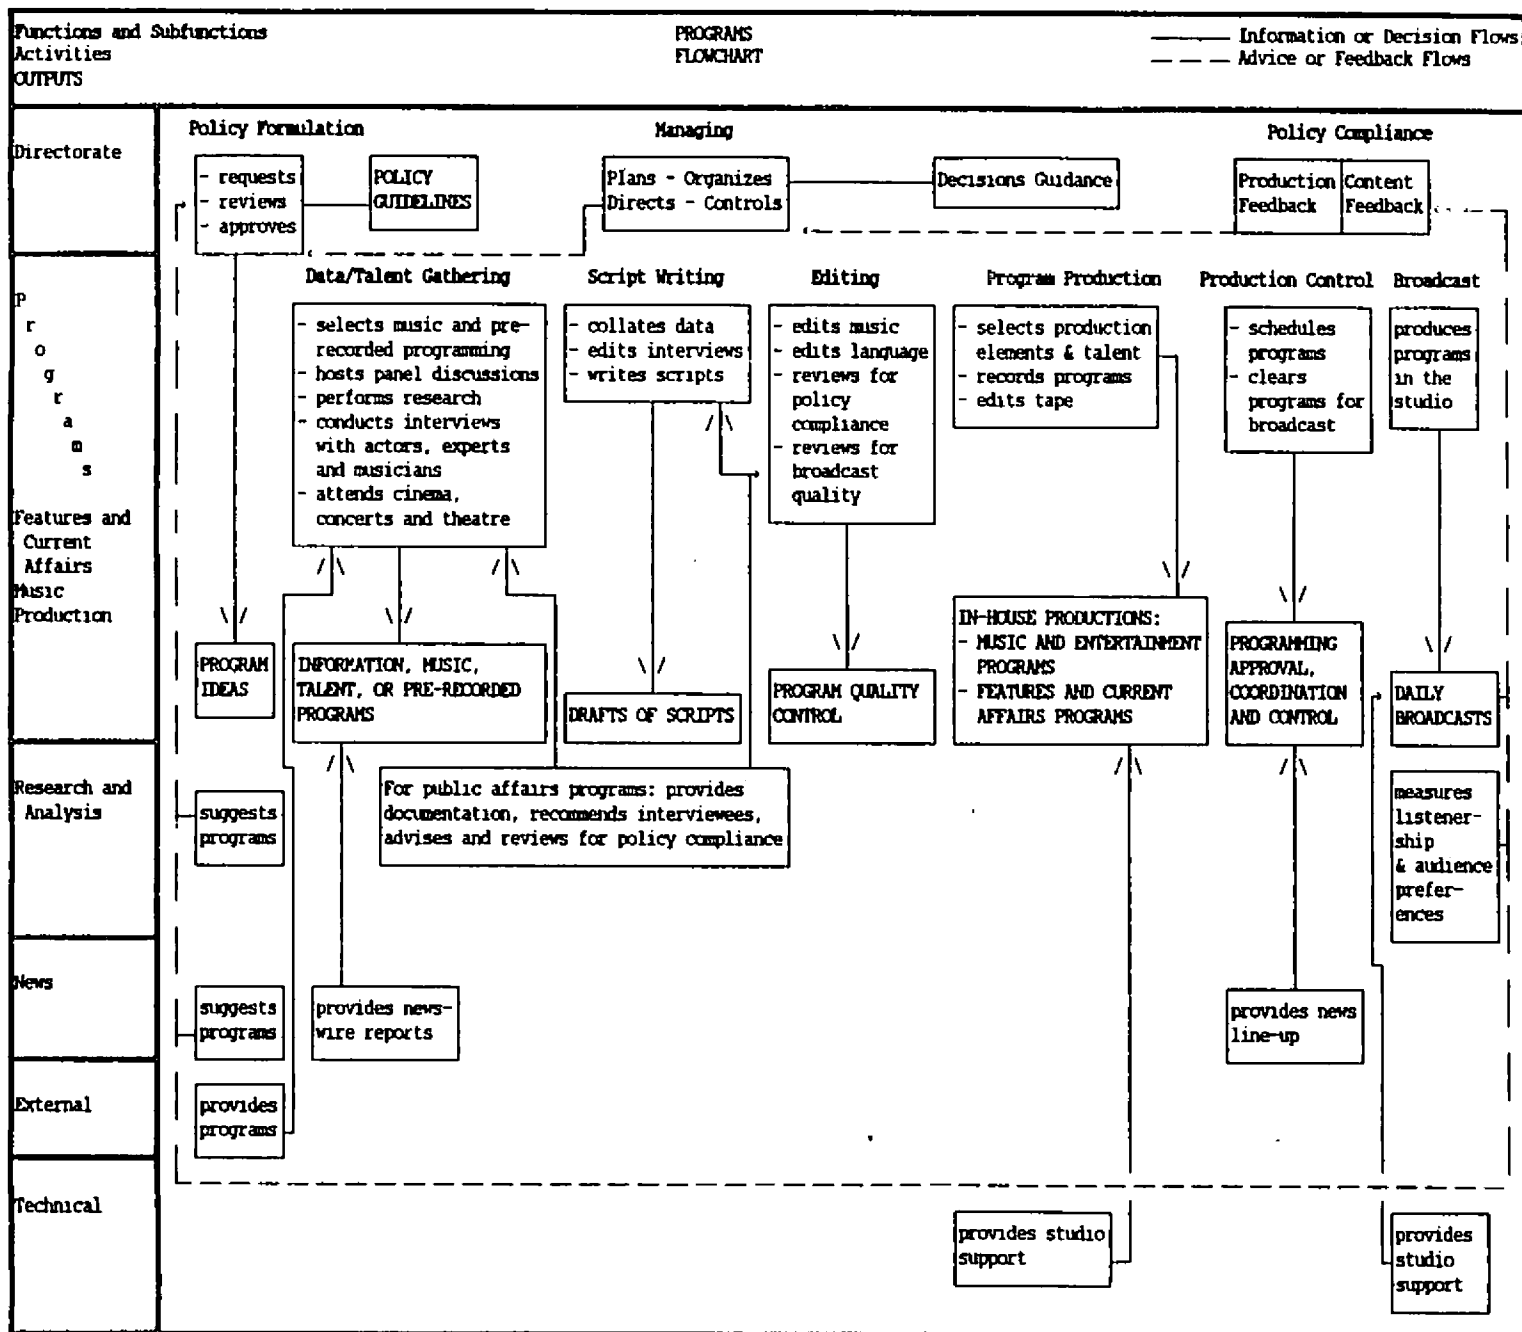 Functions and Subfunctions
Activities
OUTPUTS
PROGRAMS
FLOWCHART
Information or Decision Flows
Advice or Feedback Flows
Directorate
Policy Formulation
- requests
- reviews
- approves
POLICY
GUIDELINES
Managing
Plans - Organizes
Directs - Controls
Decisions Guidance
Policy Compliance
Production
Feedback
Content
Feedback
Programs
Features and
Current
Affairs
Music
Production
Data/Talent Gathering
- selects music and pre-
recorded programming
- hosts panel discussions
- performs research
- conducts interviews
with actors, experts
and musicians
- attends cinema,
concerts and theatre
Script Writing
- collates data
- edits interviews
- writes scripts
Editing
- edits music
- edits language
- reviews for
policy
compliance
- reviews for
broadcast
quality
Program Production
- selects production
elements & talent
- records programs
- edits tape
Production Control
- schedules
programs
- clears
programs for
broadcast
Broadcast
produces
programs
in the
studio
PROGRAM
IDEAS
INFORMATION, MUSIC,
TALENT, OR PRE-RECORDED
PROGRAMS
DRAFTS OF SCRIPTS
PROGRAM QUALITY
CONTROL
IN-HOUSE PRODUCTIONS:
- MUSIC AND ENTERTAINMENT
PROGRAMS
- FEATURES AND CURRENT
AFFAIRS PROGRAMS
PROGRAMMING
APPROVAL,
COORDINATION
AND CONTROL
DAILY
BROADCASTS
Research and
Analysis
suggests
programs
For public affairs programs: provides
documentation, recommends interviewees,
advises and reviews for policy compliance
measures
listener-
ship
& audience
prefer-
ences
News
suggests
programs
provides news-
wire reports
provides news
line-up
External
provides
programs
Technical
provides studio
support
provides
studio
support